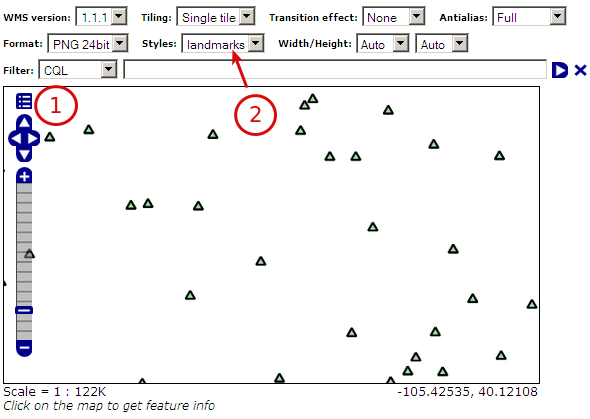 WMS version: 1.1.1 Tiling: Single tile Transition effect: None Antialias: Full
Format: PNG 24bit Styles: landmarks Width/Height: Auto Auto
Filter: CQL
1
2
Scale = 1 : 122K -105.42535, 40.12108
Click on the map to get feature info